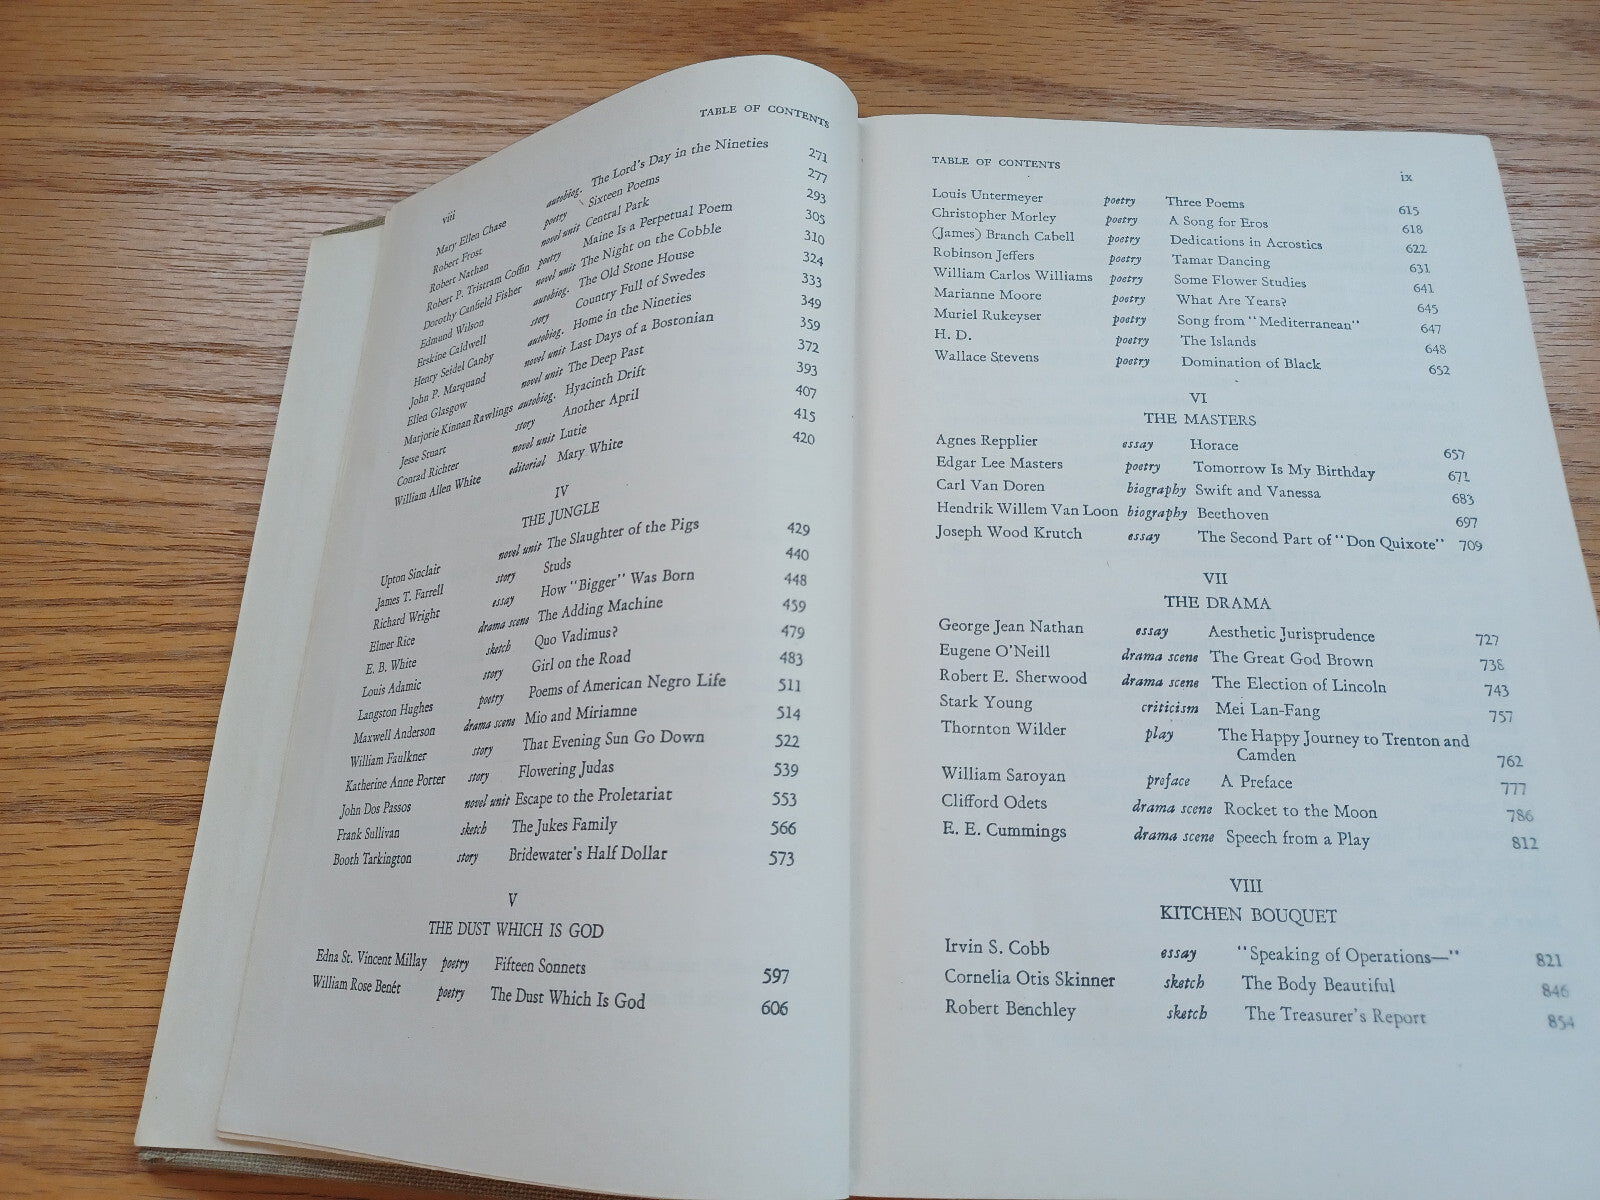 TABLE OF CONTENTS
viii
Mary Ellen Chase autobiog. The Lord's Day in the Nineties 271
Robert Frost poetry Sixteen Poems 277
Robert Nathan novel unit Central Park 293
Robert P. Tristram Coffin poetry Maine Is a Perpetual Poem 305
Dorothy Canfield Fisher novel unit The Night on the Cobble 310
Edmund Wilson autobiog. The Old Stone House 324
Erskine Caldwell story Country Full of Swedes 333
Henry Seidel Canby autobiog. Home in the Nineties 349
John P. Marquand novel unit Last Days of a Bostonian 359
Ellen Glasgow novel unit The Deep Past 372
Marjorie Kinnan Rawlings autobiog. Hyacinth Drift 393
Jesse Stuart story Another April 407
Conrad Richter novel unit Lutie 415
William Allen White editorial Mary White 420
IV
THE JUNGLE
Upton Sinclair novel unit The Slaughter of the Pigs 429
James T. Farrell story Studs 440
Richard Wright essay How "Bigger" Was Born 448
Elmer Rice drama scene The Adding Machine 459
E. B. White sketch Quo Vadimus? 479
Louis Adamic story Girl on the Road 483
Langston Hughes poetry Poems of American Negro Life 511
Maxwell Anderson drama scene Mio and Miriamne 514
William Faulkner story That Evening Sun Go Down 522
Katherine Anne Porter story Flowering Judas 539
John Dos Passos novel unit Escape to the Proletariat 553
Frank Sullivan sketch The Jukes Family 566
Booth Tarkington story Bridewater's Half Dollar 573
V
THE DUST WHICH IS GOD
Edna St. Vincent Millay poetry Fifteen Sonnets 597
William Rose Benét poetry The Dust Which Is God 606
TABLE OF CONTENTS ix
Louis Untermeyer poetry Three Poems 615
Christopher Morley poetry A Song for Eros 618
(James) Branch Cabell poetry Dedications in Acrostics 622
Robinson Jeffers poetry Tamar Dancing 631
William Carlos Williams poetry Some Flower Studies 641
Marianne Moore poetry What Are Years? 645
Muriel Rukeyser poetry Song from "Mediterranean" 647
H. D. poetry The Islands 648
Wallace Stevens poetry Domination of Black 652
VI
THE MASTERS
Agnes Repplier essay Horace 657
Edgar Lee Masters poetry Tomorrow Is My Birthday 671
Carl Van Doren biography Swift and Vanessa 683
Hendrik Willem Van Loon biography Beethoven 697
Joseph Wood Krutch essay The Second Part of "Don Quixote" 709
VII
THE DRAMA
George Jean Nathan essay Aesthetic Jurisprudence 727
Eugene O'Neill drama scene The Great God Brown 738
Robert E. Sherwood drama scene The Election of Lincoln 743
Stark Young criticism Mei Lan-Fang 757
Thornton Wilder play The Happy Journey to Trenton and
Camden 762
William Saroyan preface A Preface 777
Clifford Odets drama scene Rocket to the Moon 786
E. E. Cummings drama scene Speech from a Play 812
VIII
KITCHEN BOUQUET
Irvin S. Cobb essay "Speaking of Operations—" 821
Cornelia Otis Skinner sketch The Body Beautiful 846
Robert Benchley sketch The Treasurer's Report 854